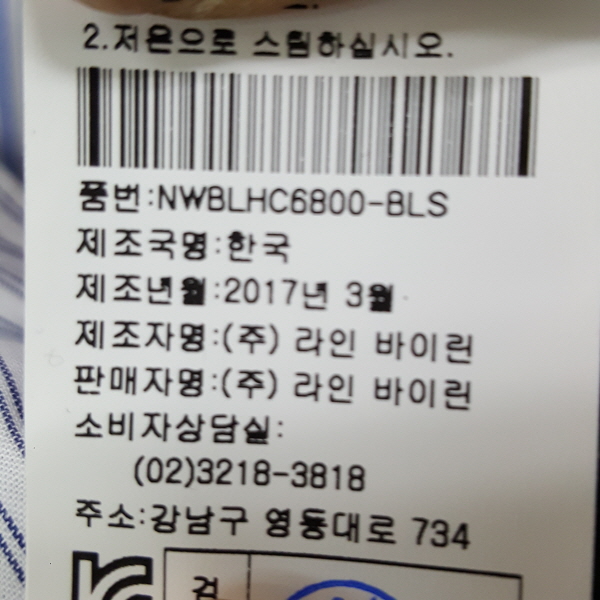 2.저온으로 스팀하십시오.
품번:NWBLHC6800-BLS
제조국명:한국
제조년월:2017년 3월
제조자명:(주) 라인 바이린
판매자명:(주) 라인 바이린
소비자상담실:
(02)3218-3818
주소:강남구 영동대로 734
검